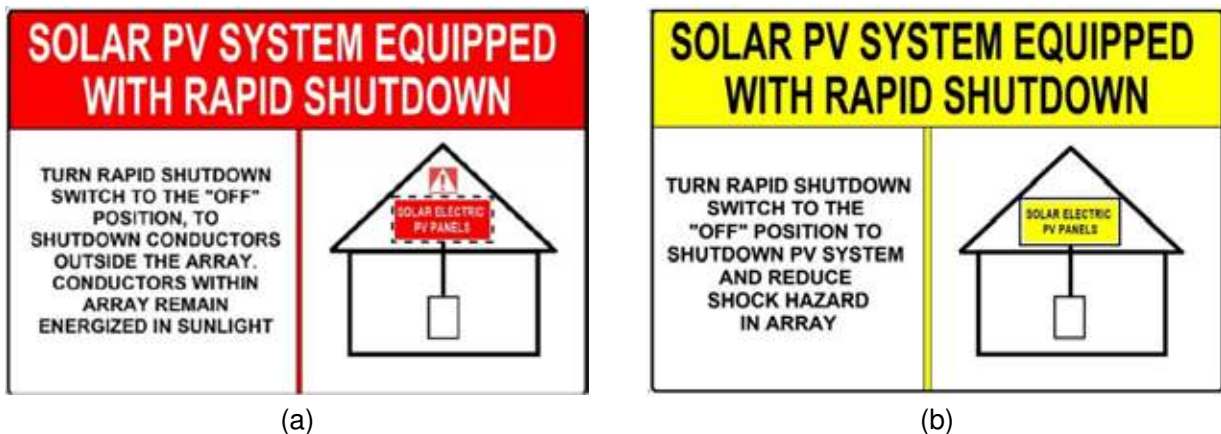 SOLAR PV SYSTEM EQUIPPED
WITH RAPID SHUTDOWN
TURN RAPID SHUTDOWN
SWITCH TO THE "OFF"
POSITION, TO
SHUTDOWN CONDUCTORS
OUTSIDE THE ARRAY.
CONDUCTORS WITHIN
ARRAY REMAIN
ENERGIZED IN SUNLIGHT
SOLAR ELECTRIC
PV PANELS
(a)
SOLAR PV SYSTEM EQUIPPED
WITH RAPID SHUTDOWN
TURN RAPID SHUTDOWN
SWITCH TO THE
"OFF" POSITION TO
SHUTDOWN PV SYSTEM
AND REDUCE
SHOCK HAZARD
IN ARRAY
SOLAR ELECTRIC
PV PANELS
(b)